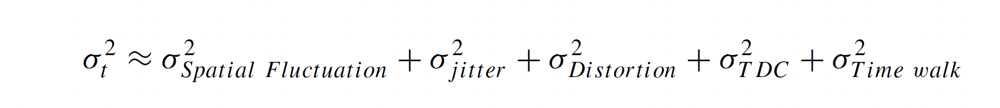 σ_t^2 ≈ σ_{Spatial Fluctuation}^2 + σ_{jitter}^2 + σ_{Distortion}^2 + σ_{TDC}^2 + σ_{Time walk}^2